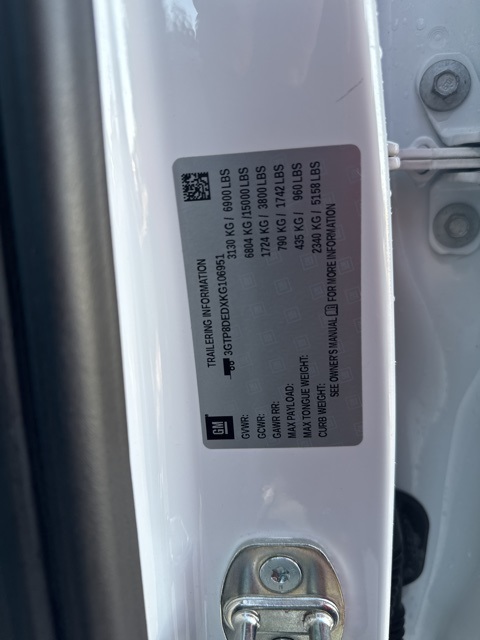 TRAILERING INFORMATION
3GTP8DEDXKG106951
GM
GVWR: 3130 KG / 6900 LBS
GCWR: 6804 KG /15000 LBS
GAWR RR: 1724 KG / 3800 LBS
MAX PAYLOAD: 790 KG / 1742 LBS
MAX TONGUE WEIGHT: 435 KG / 960 LBS
CURB WEIGHT: 2340 KG / 5158 LBS
SEE OWNER'S MANUAL FOR MORE INFORMATION